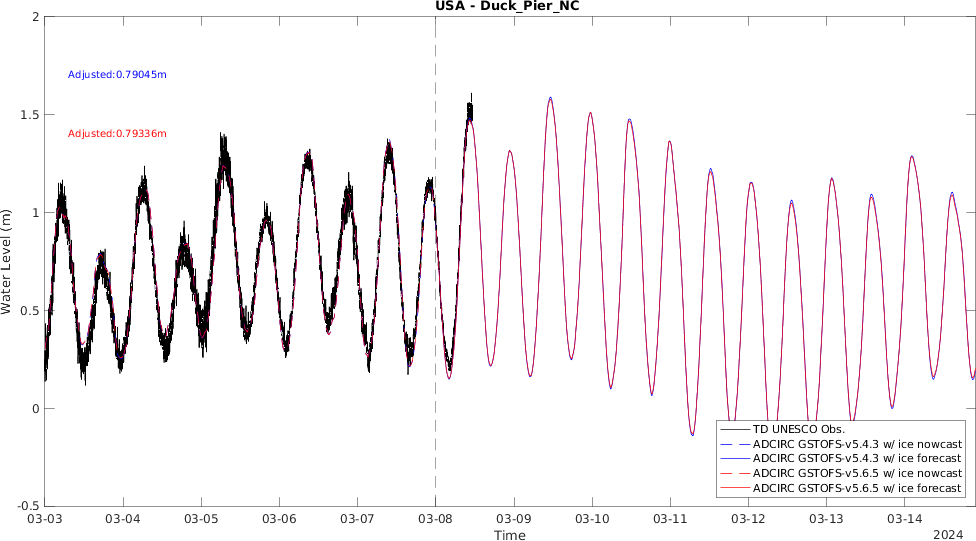 USA - Duck_Pier_NC
2
1.5
1
0.5
0
-0.5
Water Level (m)
Adjusted:0.79045m
Adjusted:0.79336m
TD UNESCO Obs.
ADCIRC GSTOFS-v5.4.3 w/ ice nowcast
ADCIRC GSTOFS-v5.4.3 w/ ice forecast
ADCIRC GSTOFS-v5.6.5 w/ ice nowcast
ADCIRC GSTOFS-v5.6.5 w/ ice forecast
03-03 03-04 03-05 03-06 03-07 03-08 03-09 03-10 03-11 03-12 03-13 03-14
Time
2024